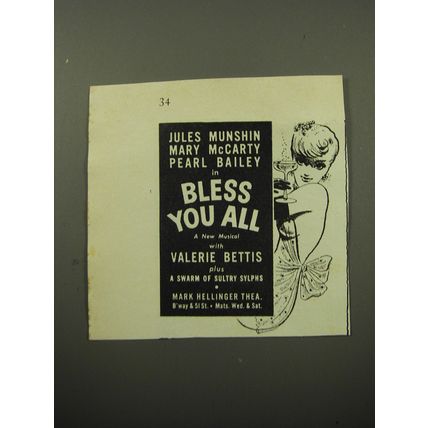 34
JULES MUNSHIN
MARY McCARTY
PEARL BAILEY
in
BLESS
YOU ALL
A New Musical
with
VALERIE BETTIS
plus
A SWARM OF SULTRY SYLPHS
•
MARK HELLINGER THEA.
B'way & 51 St. • Mats. Wed. & Sat.